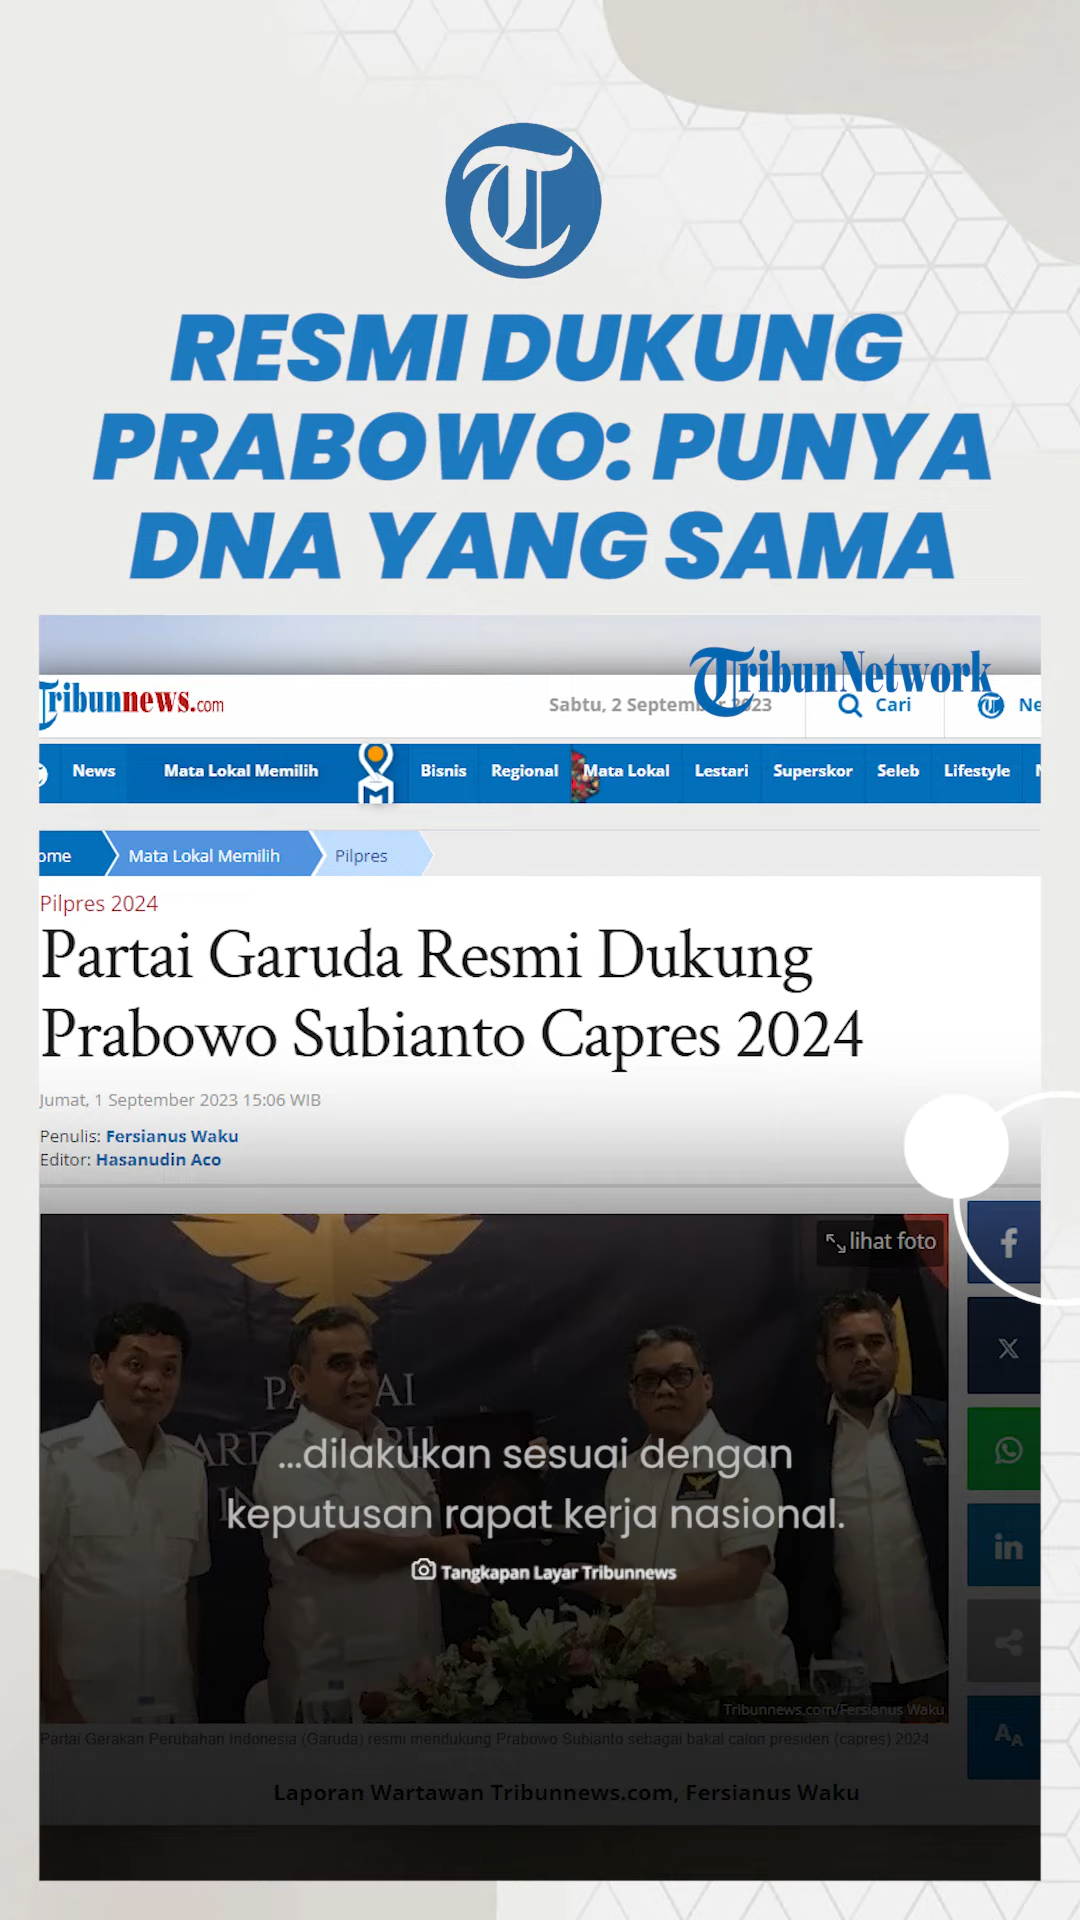 RESMI DUKUNG
PRABOWO: PUNYA
DNA YANG SAMA
TribunNetwork
Tribunnews.com
Sabtu, 2 September 2023
Cari
Ne
News
Mata Lokal Memilih
Bisnis
Regional
Mata Lokal
Lestari
Superskor
Seleb
Lifestyle
ome
Mata Lokal Memilih
Pilpres
Pilpres 2024
Partai Garuda Resmi Dukung
Prabowo Subianto Capres 2024
Jumat, 1 September 2023 15:06 WIB
Penulis: Fersianus Waku
Editor: Hasanudin Aco
lihat foto
...dilakukan sesuai dengan
keputusan rapat kerja nasional.
Tangkapan Layar Tribunnews
Tribunnews.com/Fersianus Waku
Partai Gerakan Perubahan Indonesia (Garuda) resmi mendukung Prabowo Subianto sebagai bakal calon presiden (capres) 2024
Laporan Wartawan Tribunnews.com, Fersianus Waku